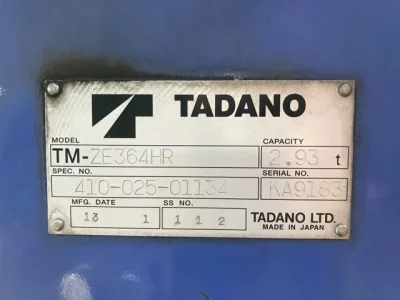 TADANO
MODEL CAPACITY
TM-ZE364HR 2.93 t
SPEC. NO. SERIAL NO.
410-025-01134 KA9183
MFG. DATE SS NO.
13 1 1 1 2 TADANO LTD.
MADE IN JAPAN